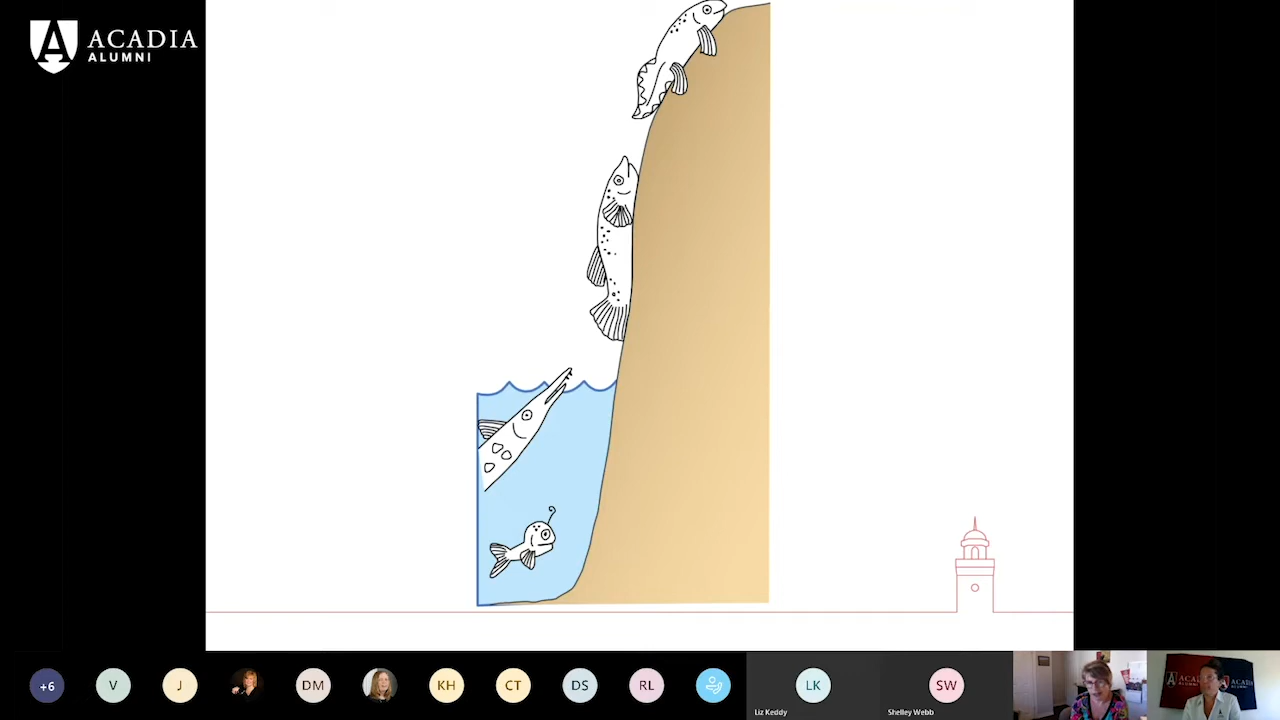 ACADIA
ALUMNI
+6
V
J
DM
KH
CT
DS
RL
LK
SW
Liz Keddy
Shelley Webb